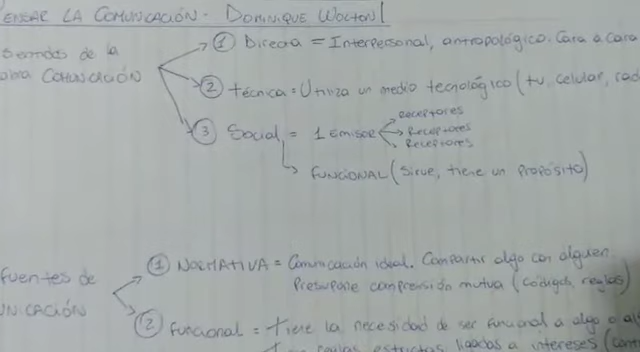 ENSAR LA COMUNICACIÓN - DOMINIQUE WOLTON
① Directa = Interpersonal, antropológico. Cara a cara
sentidos de la
abra COMUNICACIÓN
② técnica = Utiliza un medio tecnológico (tv, celular, rad
③ Social = 1 EMISOR
RECEPTORES
RECEPTORES
RECEPTORES
FUNCIONAL (sirve, tiene un propósito)
① NORMATIVA = Comunicación ideal. Compartir algo con alguien
fuentes de
Presupone comprensión mutua (códigos, reglas)
UNICACIÓN
② Funcional = tiene la necesidad de ser funcional a algo o al
reglas estrictas ligadas a intereses (com